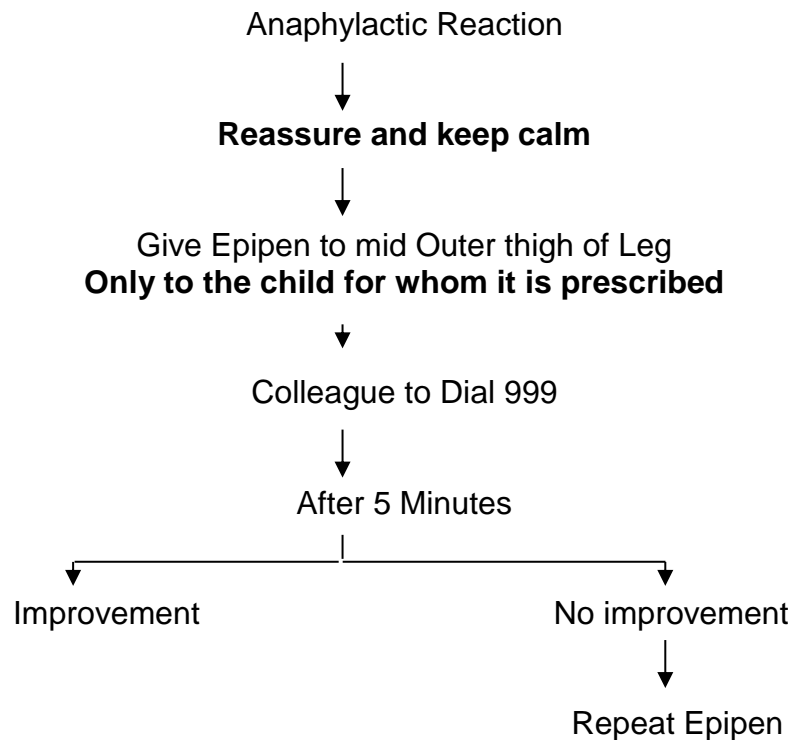 Anaphylactic Reaction
Reassure and keep calm
Give Epipen to mid Outer thigh of Leg
Only to the child for whom it is prescribed
Colleague to Dial 999
After 5 Minutes
Improvement
No improvement
Repeat Epipen